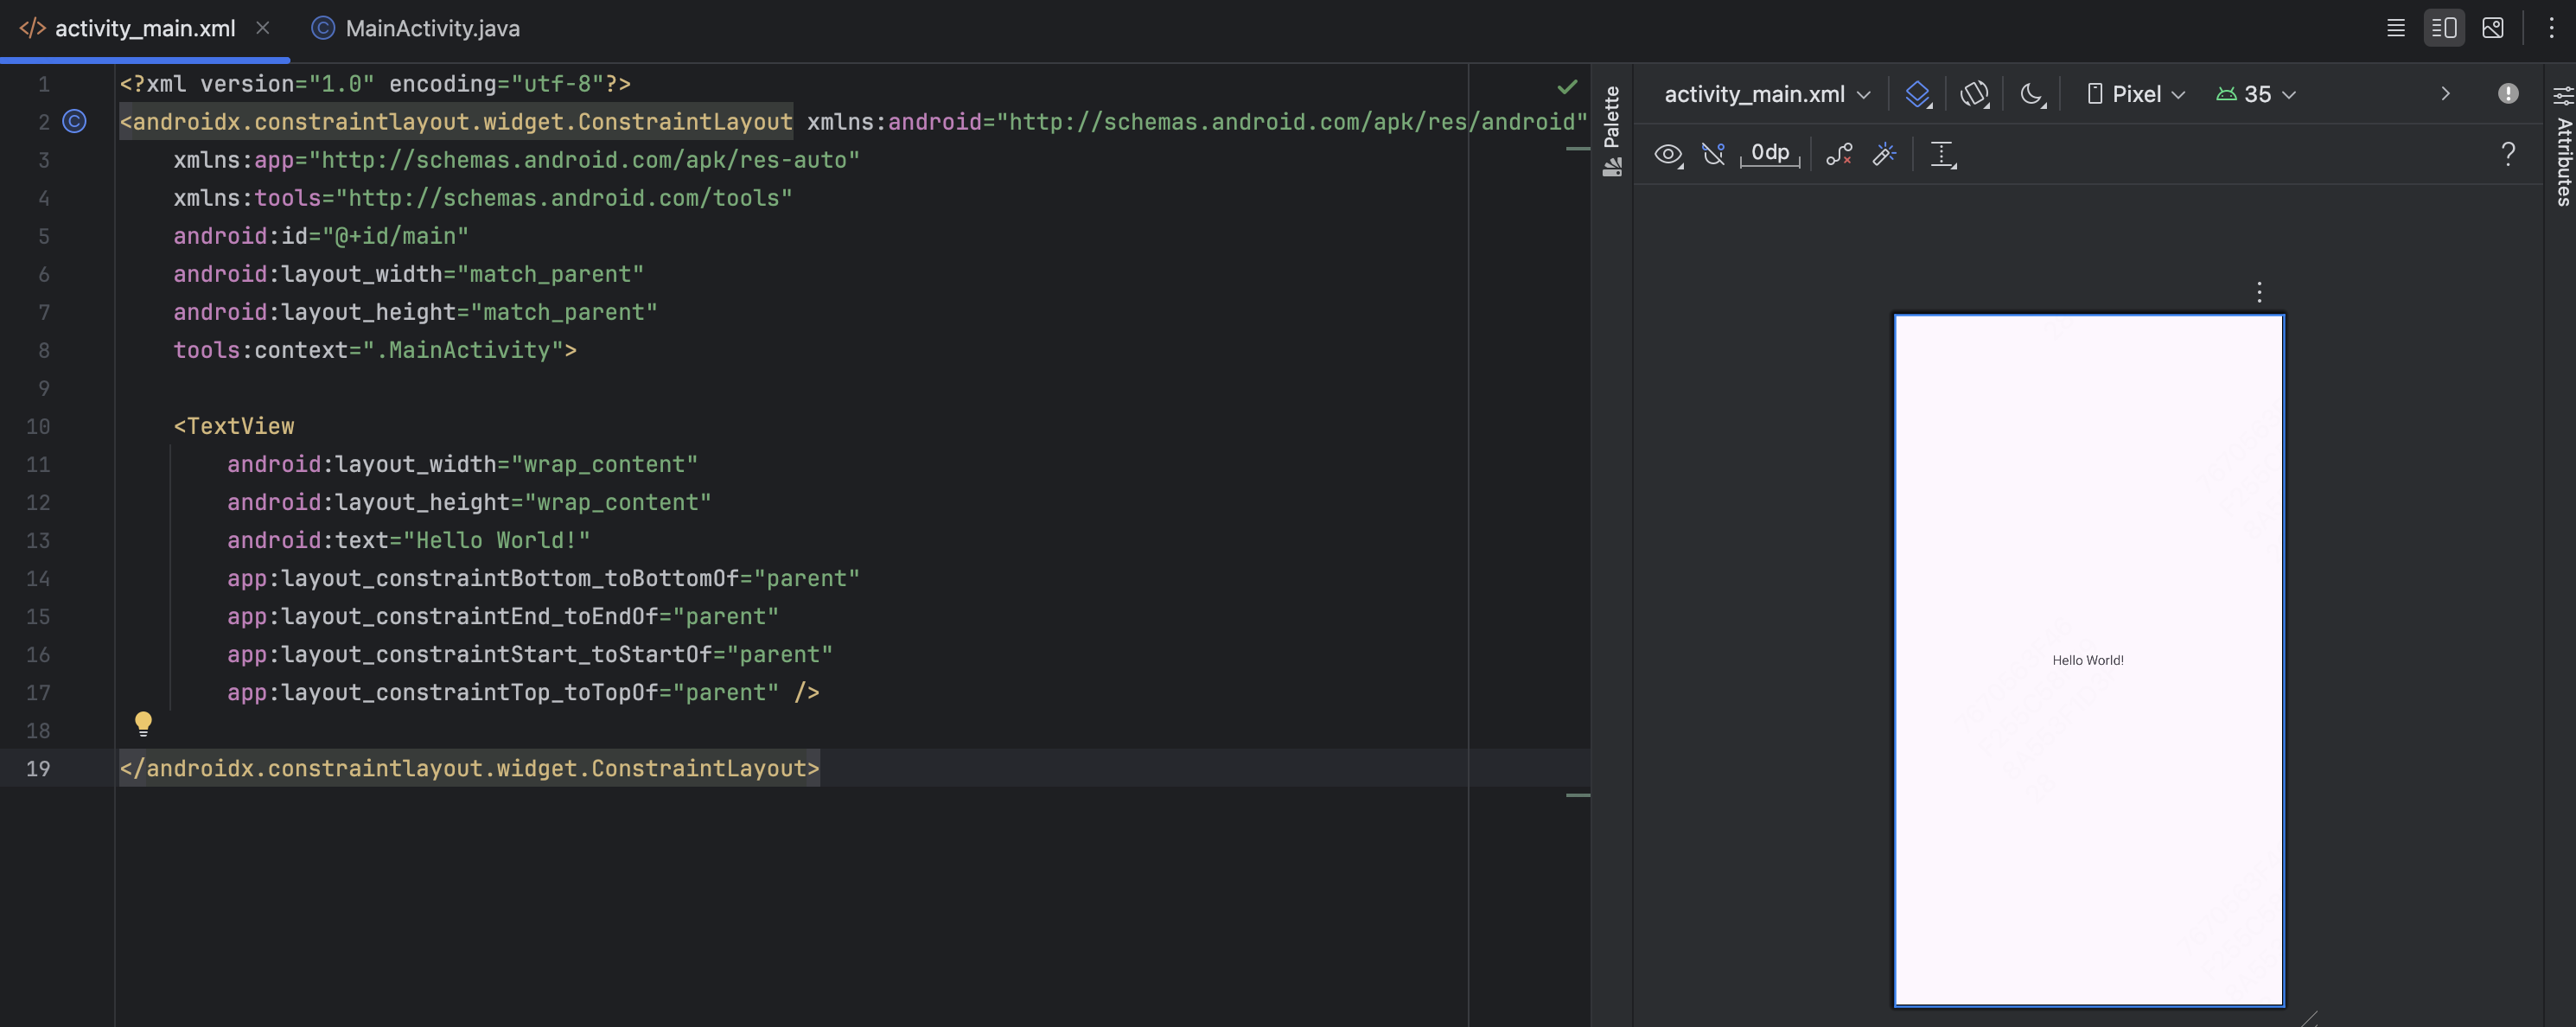 activity_main.xml
MainActivity.java
1 <?xml version="1.0" encoding="utf-8"?>
2 <androidx.constraintlayout.widget.ConstraintLayout xmlns:android="http://schemas.android.com/apk/res/android"
3 xmlns:app="http://schemas.android.com/apk/res-auto"
4 xmlns:tools="http://schemas.android.com/tools"
5 android:id="@+id/main"
6 android:layout_width="match_parent"
7 android:layout_height="match_parent"
8 tools:context=".MainActivity">
9
10 <TextView
11 android:layout_width="wrap_content"
12 android:layout_height="wrap_content"
13 android:text="Hello World!"
14 app:layout_constraintBottom_toBottomOf="parent"
15 app:layout_constraintEnd_toEndOf="parent"
16 app:layout_constraintStart_toStartOf="parent"
17 app:layout_constraintTop_toTopOf="parent" />
18
19 </androidx.constraintlayout.widget.ConstraintLayout>
Palette
activity_main.xml
Pixel
35
0dp
?
Hello World!
Attributes